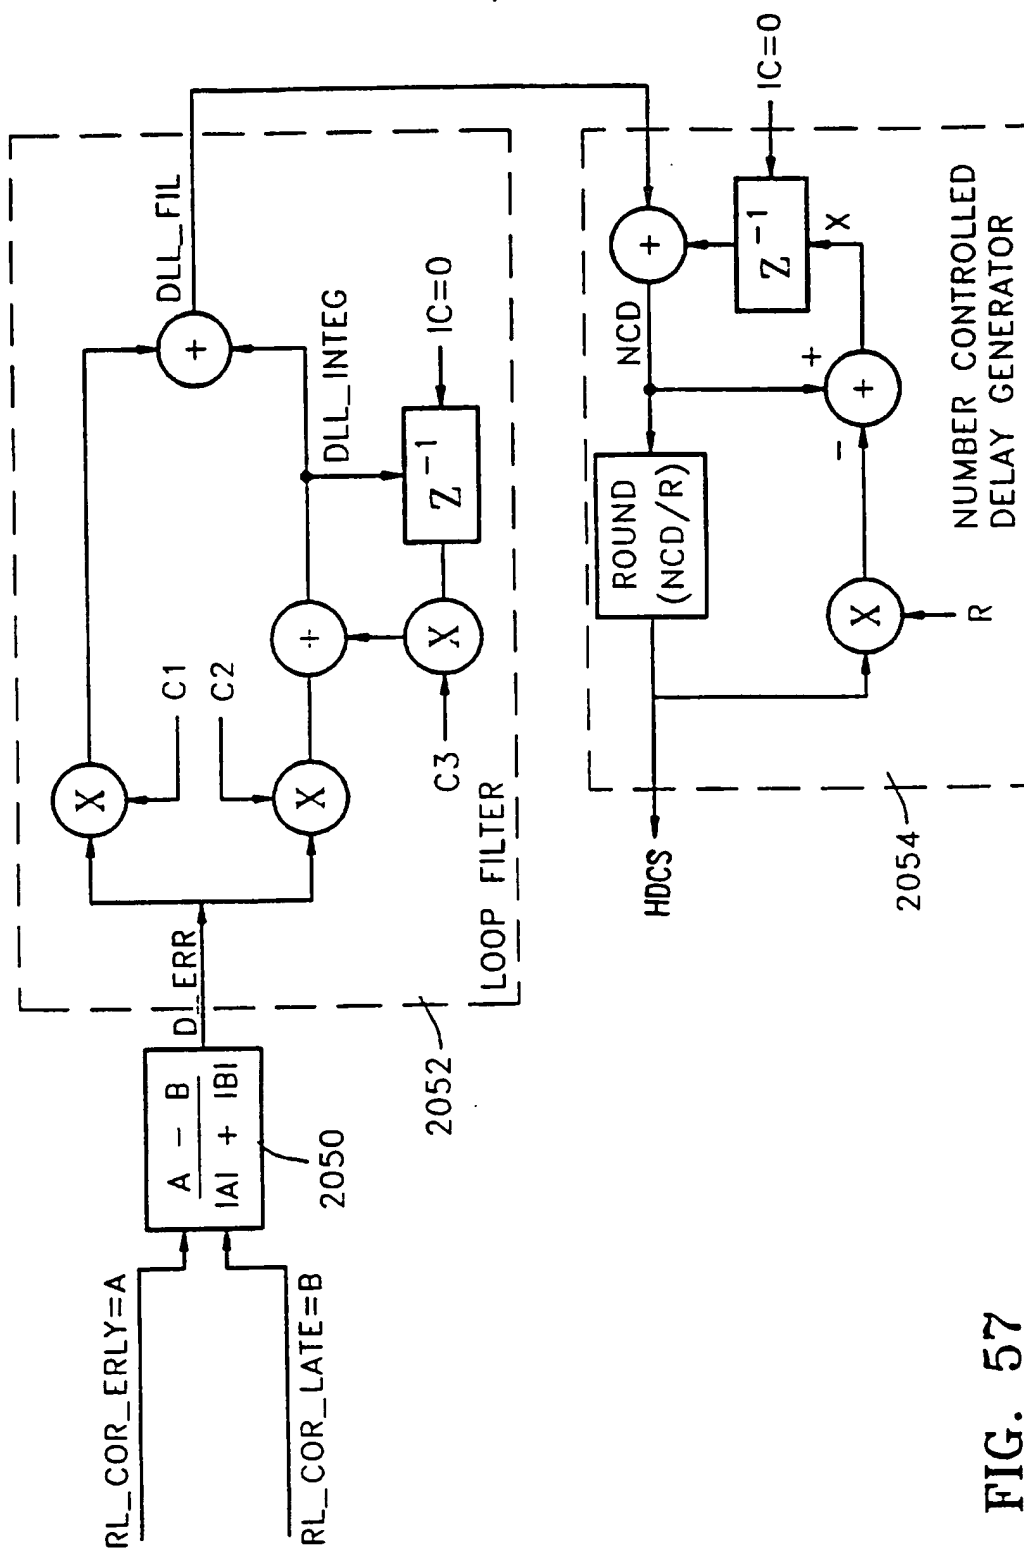 RL_COR_ERLY=A
RL_COR_LATE=B
A - B
|A| + |B|
2050
2052
LOOP FILTER
X
C1
C2
X
+
X
C3
Z⁻¹
IC=0
DLL_INTEG
+
DLL_FIL
+
NCD
ROUND
(NCD/R)
HDCS
Z⁻¹
IC=0
X
+
+
-
X
R
2054
NUMBER CONTROLLED
DELAY GENERATOR
FIG. 57